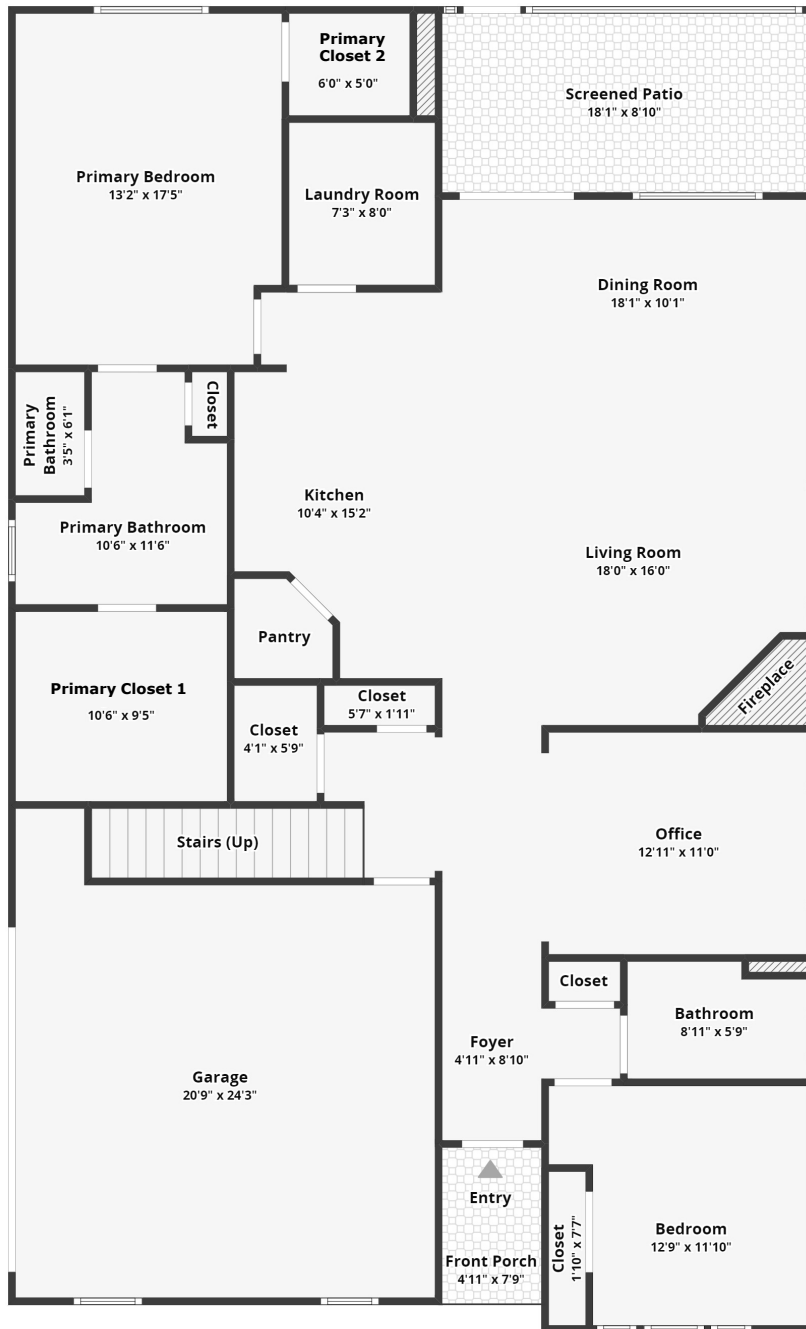 Primary
Closet 2
6'0" x 5'0"
Screened Patio
18'1" x 8'10"
Primary Bedroom
13'2" x 17'5"
Laundry Room
7'3" x 8'0"
Dining Room
18'1" x 10'1"
Primary
Bathroom
3'5" x 6'1"
Closet
Kitchen
10'4" x 15'2"
Primary Bathroom
10'6" x 11'6"
Living Room
18'0" x 16'0"
Pantry
Primary Closet 1
10'6" x 9'5"
Closet
5'7" x 1'11"
Fireplace
Closet
4'1" x 5'9"
Stairs (Up)
Office
12'11" x 11'0"
Closet
Bathroom
8'11" x 5'9"
Foyer
4'11" x 8'10"
Garage
20'9" x 24'3"
Entry
Front Porch
4'11" x 7'9"
Closet
1'10" x 7'7"
Bedroom
12'9" x 11'10"